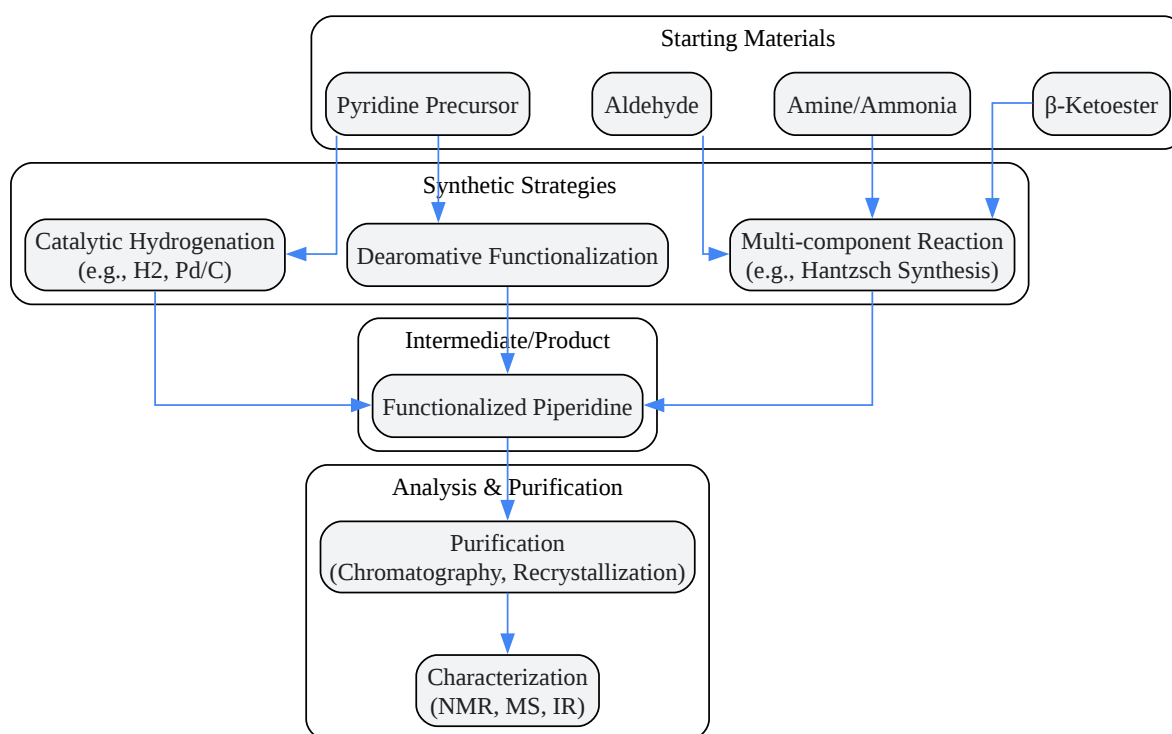 Starting Materials
Pyridine Precursor
Aldehyde
Amine/Ammonia
β-Ketoester
Synthetic Strategies
Catalytic Hydrogenation
(e.g., H2, Pd/C)
Dearomative Functionalization
Multi-component Reaction
(e.g., Hantzsch Synthesis)
Intermediate/Product
Functionalized Piperidine
Analysis & Purification
Purification
(Chromatography, Recrystallization)
Characterization
(NMR, MS, IR)